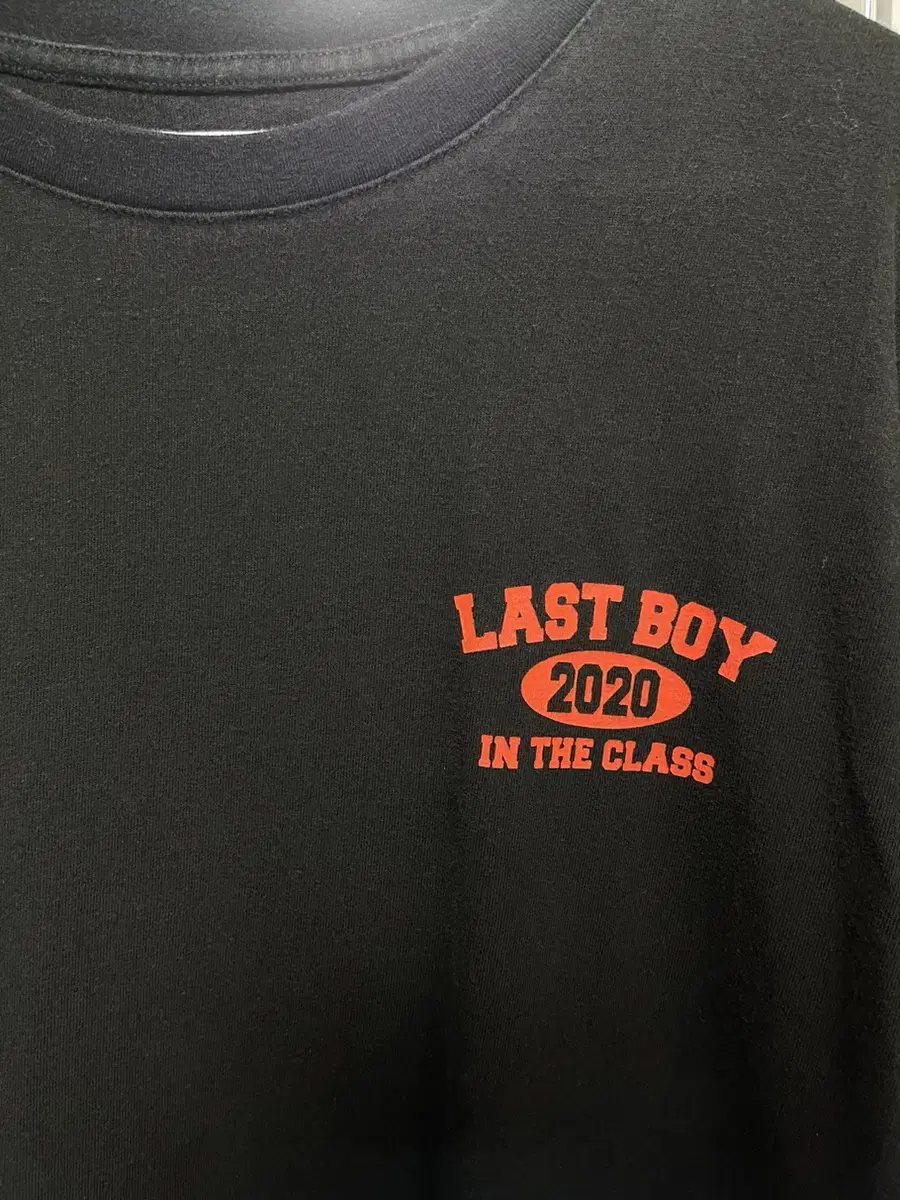 LAST BOY
2020
IN THE CLASS